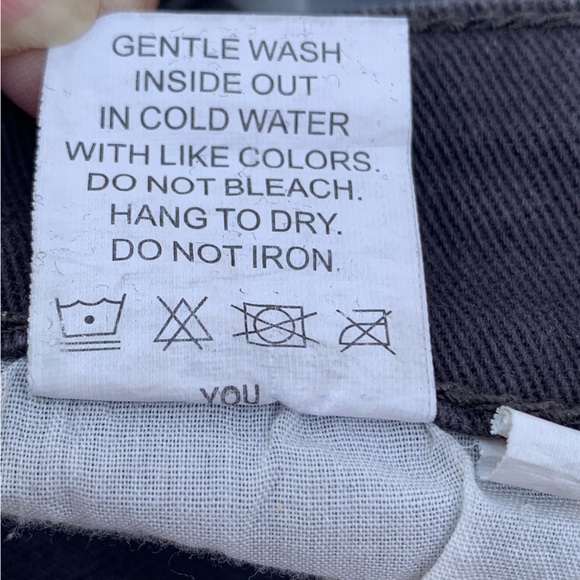 GENTLE WASH
INSIDE OUT
IN COLD WATER
WITH LIKE COLORS.
DO NOT BLEACH.
HANG TO DRY.
DO NOT IRON.
YOU